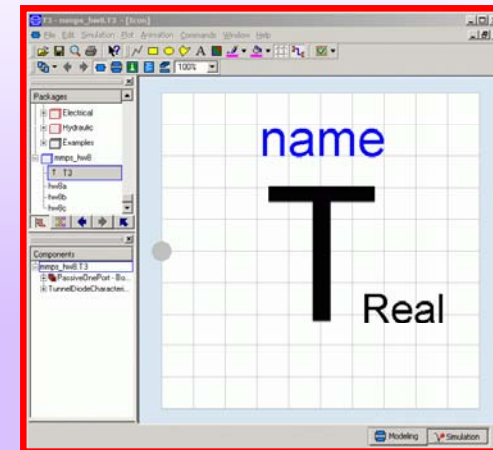 T3 - mmps_hw8.T3 - [Icon]
File Edit Simulation Plot Animation Commands Window Help
100%
Packages
Electrical
Hydraulic
Examples
mmps_hw8
T T3
hw8a
hw8b
hw8c
Components
mmps_hw8.T3
PassiveOnePort - Bo...
TunnelDiodeCharacteri...
name
T
Real
Modeling Simulation